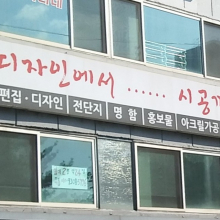 디자인에서 ...... 시공
편집·디자인 전단지 명함 홍보물 아크릴가공